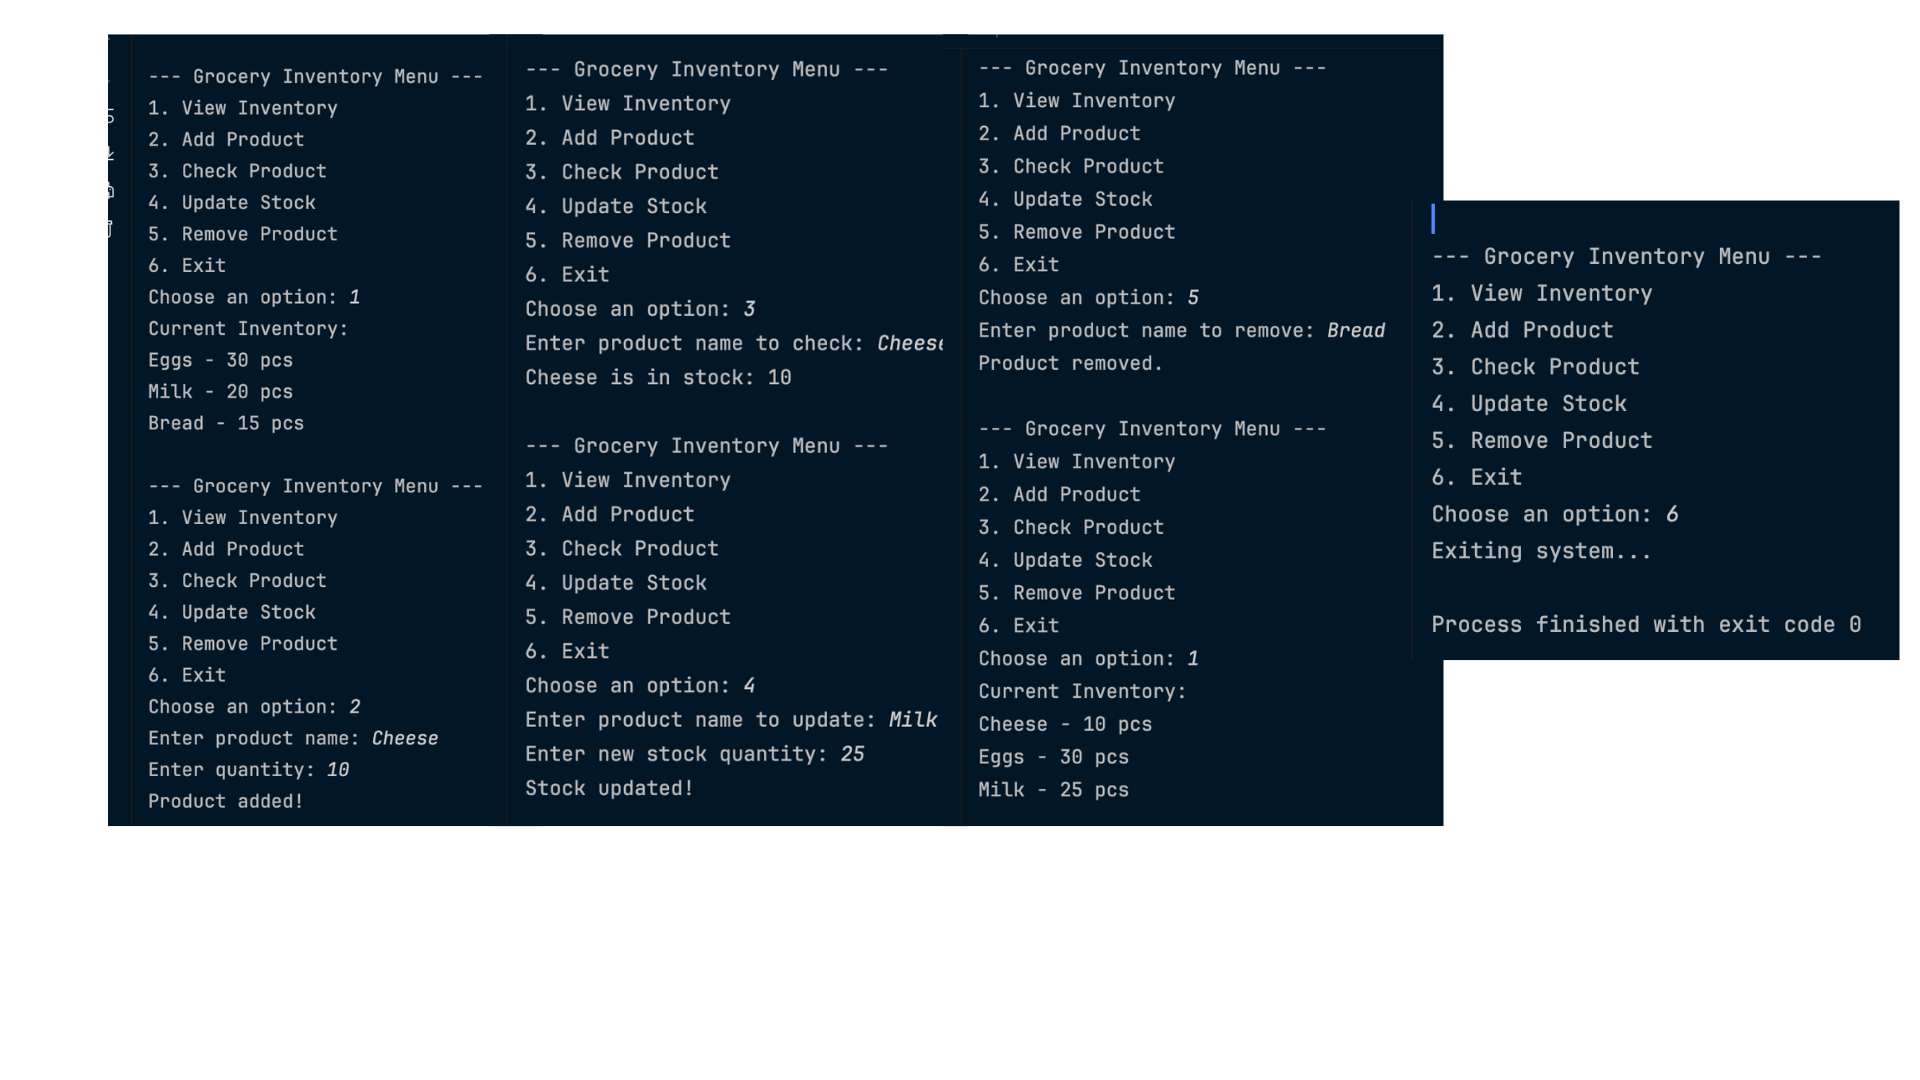 --- Grocery Inventory Menu ---
1. View Inventory
2. Add Product
3. Check Product
4. Update Stock
5. Remove Product
6. Exit
Choose an option: 1
Current Inventory:
Eggs - 30 pcs
Milk - 20 pcs
Bread - 15 pcs
--- Grocery Inventory Menu ---
1. View Inventory
2. Add Product
3. Check Product
4. Update Stock
5. Remove Product
6. Exit
Choose an option: 2
Enter product name: Cheese
Enter quantity: 10
Product added!
--- Grocery Inventory Menu ---
1. View Inventory
2. Add Product
3. Check Product
4. Update Stock
5. Remove Product
6. Exit
Choose an option: 3
Enter product name to check: Cheese
Cheese is in stock: 10
--- Grocery Inventory Menu ---
1. View Inventory
2. Add Product
3. Check Product
4. Update Stock
5. Remove Product
6. Exit
Choose an option: 4
Enter product name to update: Milk
Enter new stock quantity: 25
Stock updated!
--- Grocery Inventory Menu ---
1. View Inventory
2. Add Product
3. Check Product
4. Update Stock
5. Remove Product
6. Exit
Choose an option: 5
Enter product name to remove: Bread
Product removed.
--- Grocery Inventory Menu ---
1. View Inventory
2. Add Product
3. Check Product
4. Update Stock
5. Remove Product
6. Exit
Choose an option: 1
Current Inventory:
Cheese - 10 pcs
Eggs - 30 pcs
Milk - 25 pcs
--- Grocery Inventory Menu ---
1. View Inventory
2. Add Product
3. Check Product
4. Update Stock
5. Remove Product
6. Exit
Choose an option: 6
Exiting system...
Process finished with exit code 0